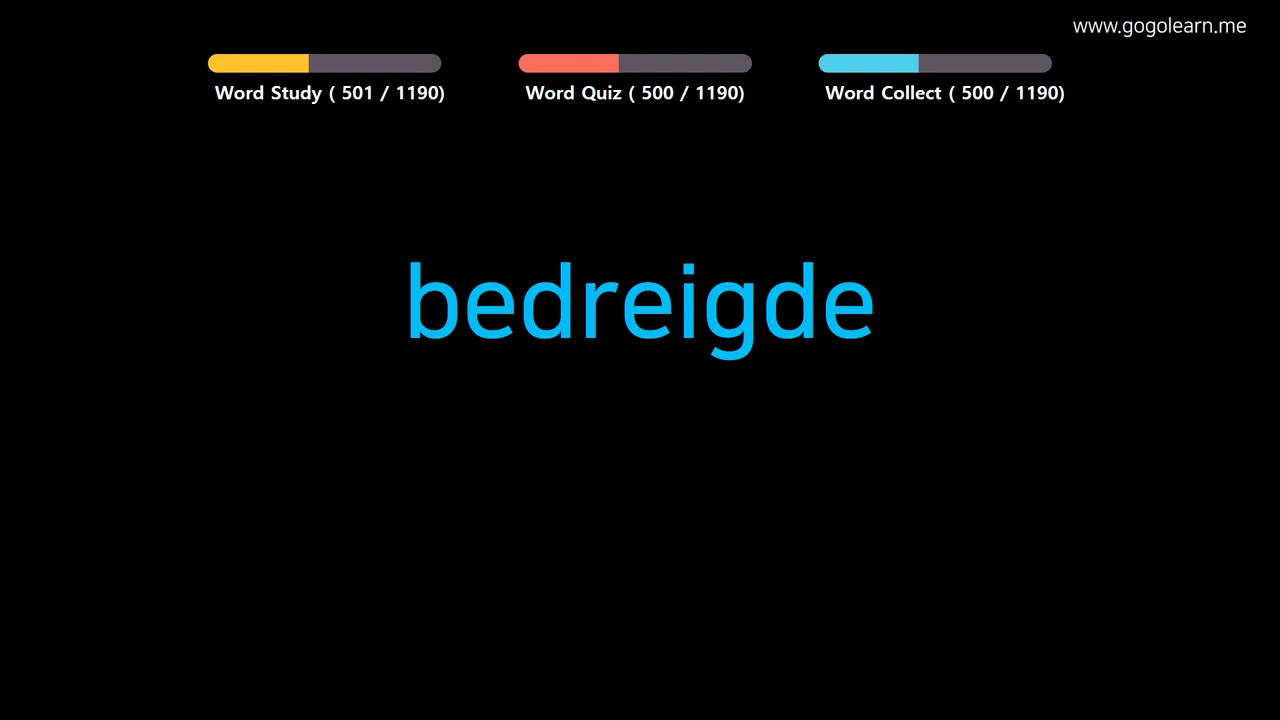 www.gogolearn.me
Word Study ( 501 / 1190)
Word Quiz ( 500 / 1190)
Word Collect ( 500 / 1190)
bedreigde